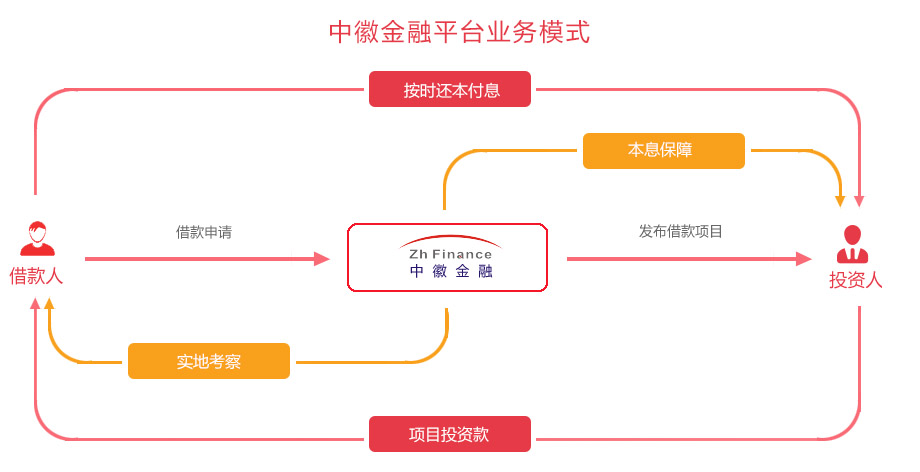 中徽金融平台业务模式
按时还本付息
本息保障
借款申请
发布借款项目
Zh Finance
中徽金融
借款人
投资人
实地考察
项目投资款